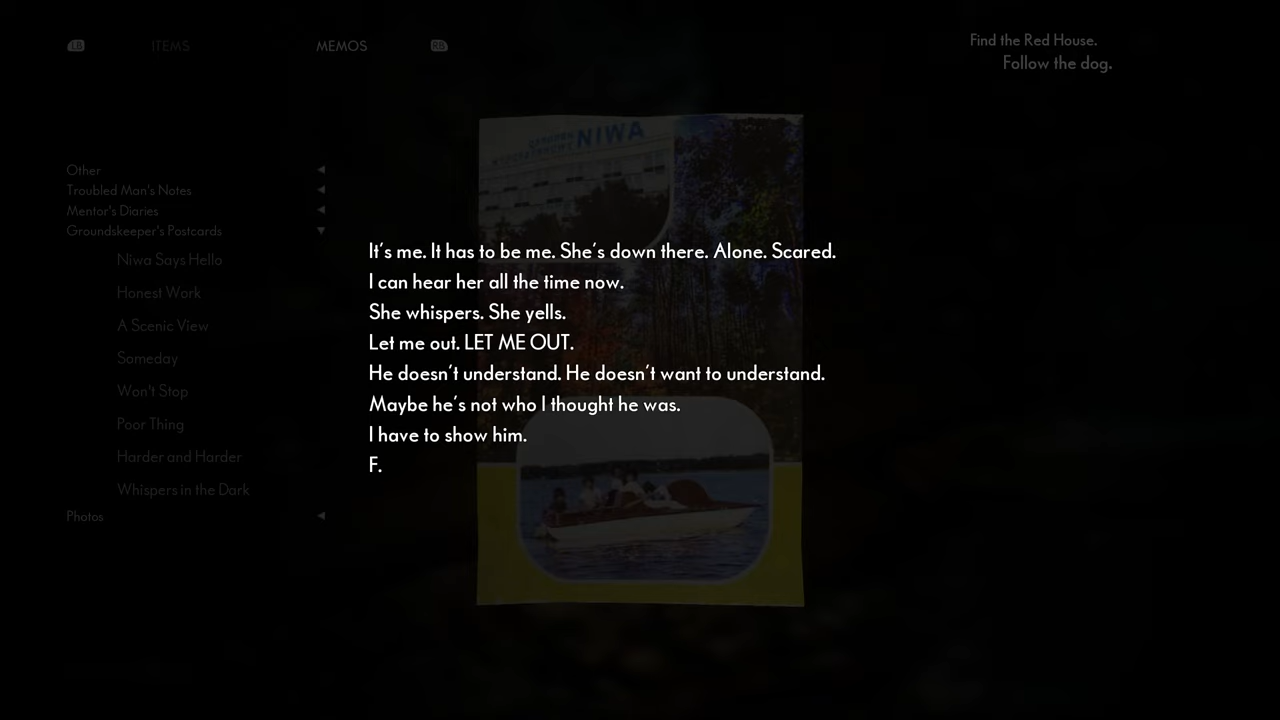 LB
ITEMS
MEMOS
RB
Find the Red House.
Follow the dog.
NIWA
Other
Troubled Man's Notes
Mentor's Diaries
Groundskeeper's Postcards
Niwa Says Hello
Honest Work
A Scenic View
Someday
Won't Stop
Poor Thing
Harder and Harder
Whispers in the Dark
Photos
It's me. It has to be me. She's down there. Alone. Scared.
I can hear her all the time now.
She whispers. She yells.
Let me out. LET ME OUT.
He doesn't understand. He doesn't want to understand.
Maybe he's not who I thought he was.
I have to show him.
F.